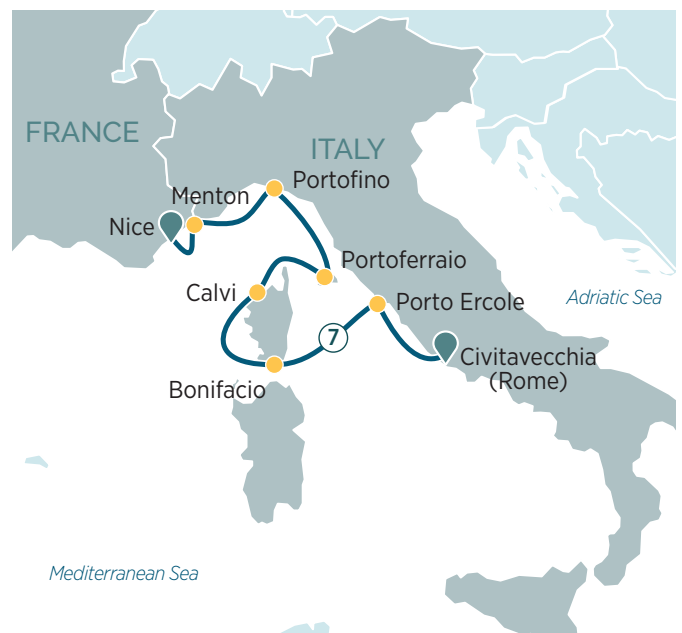 FRANCE
ITALY
Portofino
Menton
Nice
Portoferraio
Calvi
Porto Ercole
Adriatic Sea
7
Civitavecchia
(Rome)
Bonifacio
Mediterranean Sea